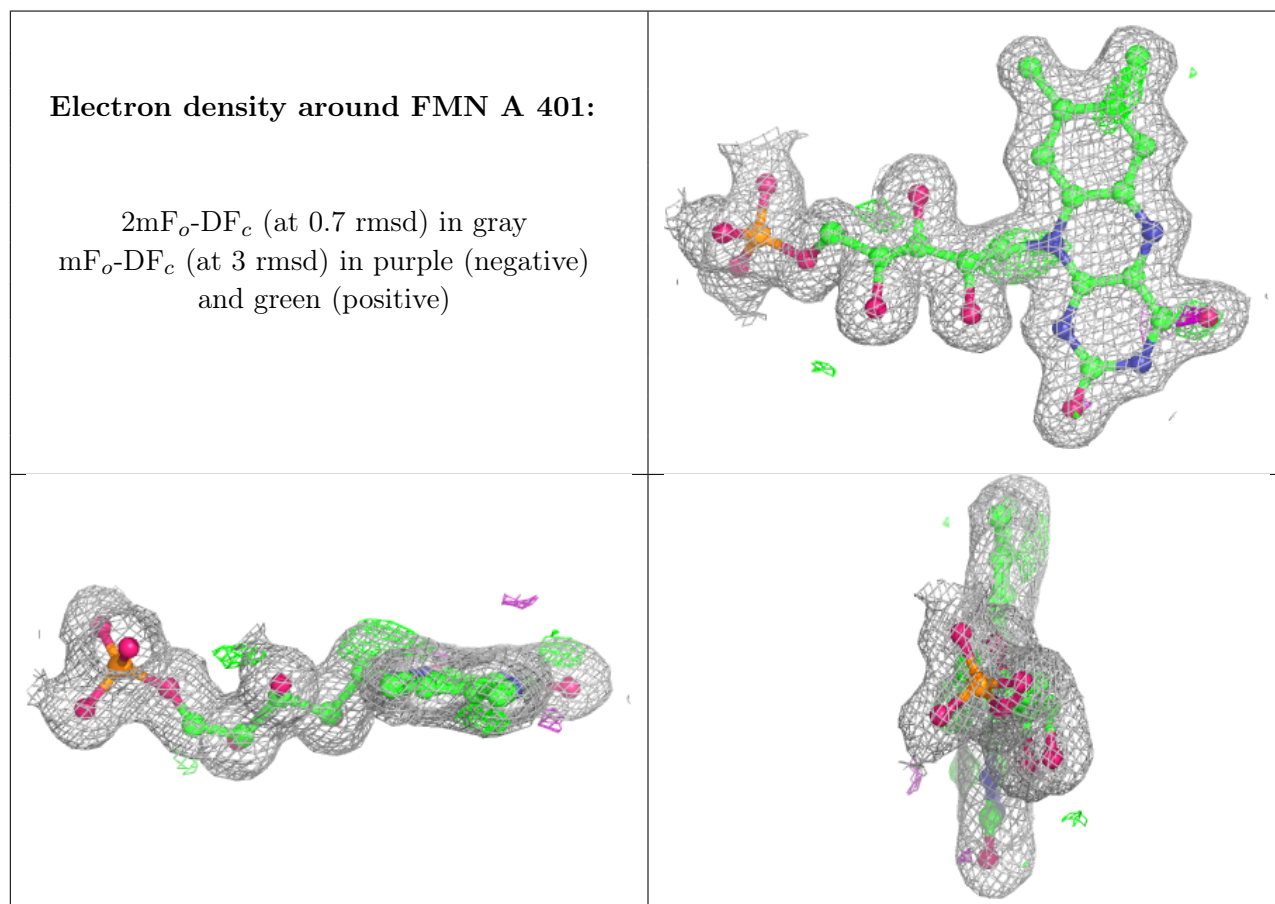 Electron density around FMN A 401:
2mFo-DFc (at 0.7 rmsd) in gray
mFo-DFc (at 3 rmsd) in purple (negative)
and green (positive)